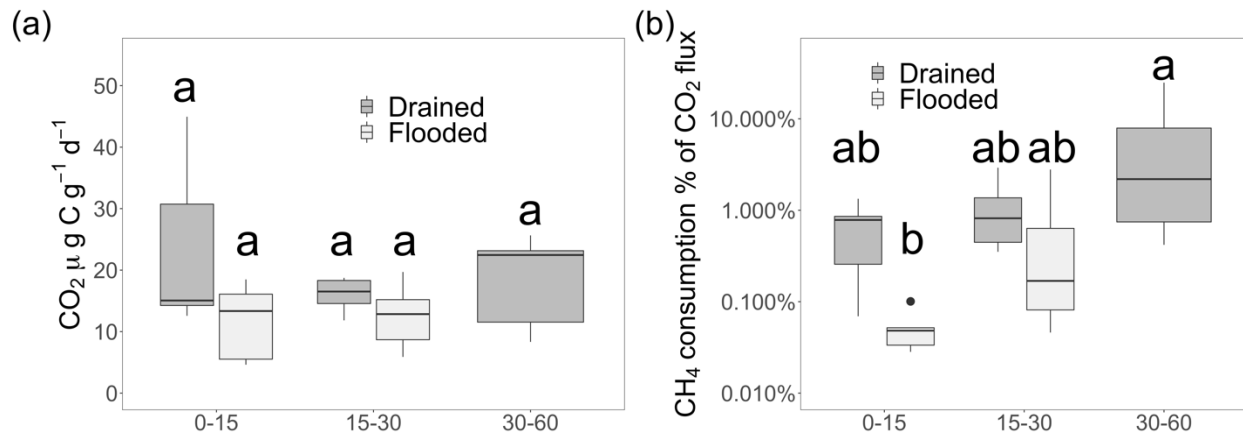 (a)
CO₂ μ g C g⁻¹ d⁻¹
50
40
30
20
10
0
a
a
a
a
a
Drained
Flooded
0-15
15-30
30-60
(b)
CH₄ consumption % of CO₂ flux
10.000%
1.000%
0.100%
0.010%
Drained
Flooded
ab
b
ab
ab
a
0-15
15-30
30-60